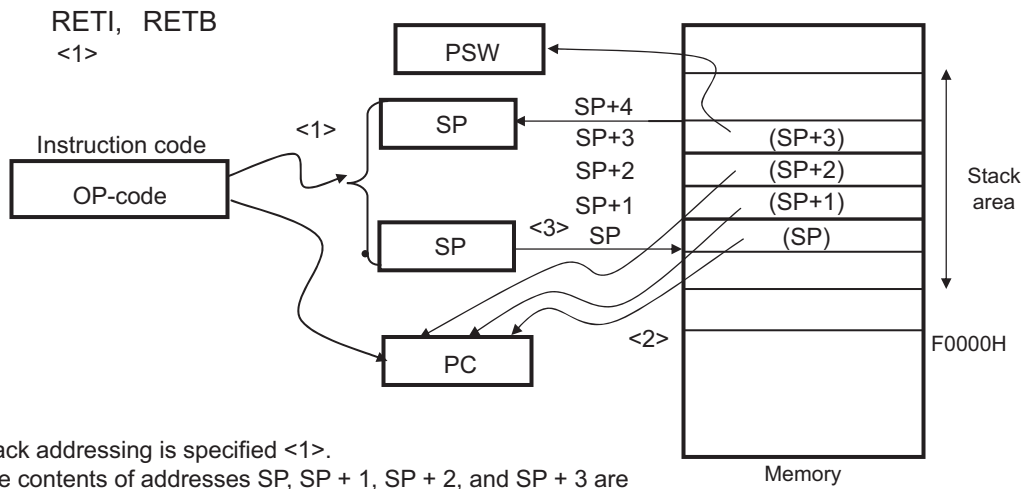 RETI, RETB
<1>
PSW
SP+4
<1>
SP
SP+3
(SP+3)
Instruction code
SP+2
(SP+2)
Stack
area
OP-code
SP+1
(SP+1)
<3>
SP
SP
(SP)
<2>
F0000H
PC
ack addressing is specified <1>.
e contents of addresses SP, SP + 1, SP + 2, and SP + 3 are
Memory